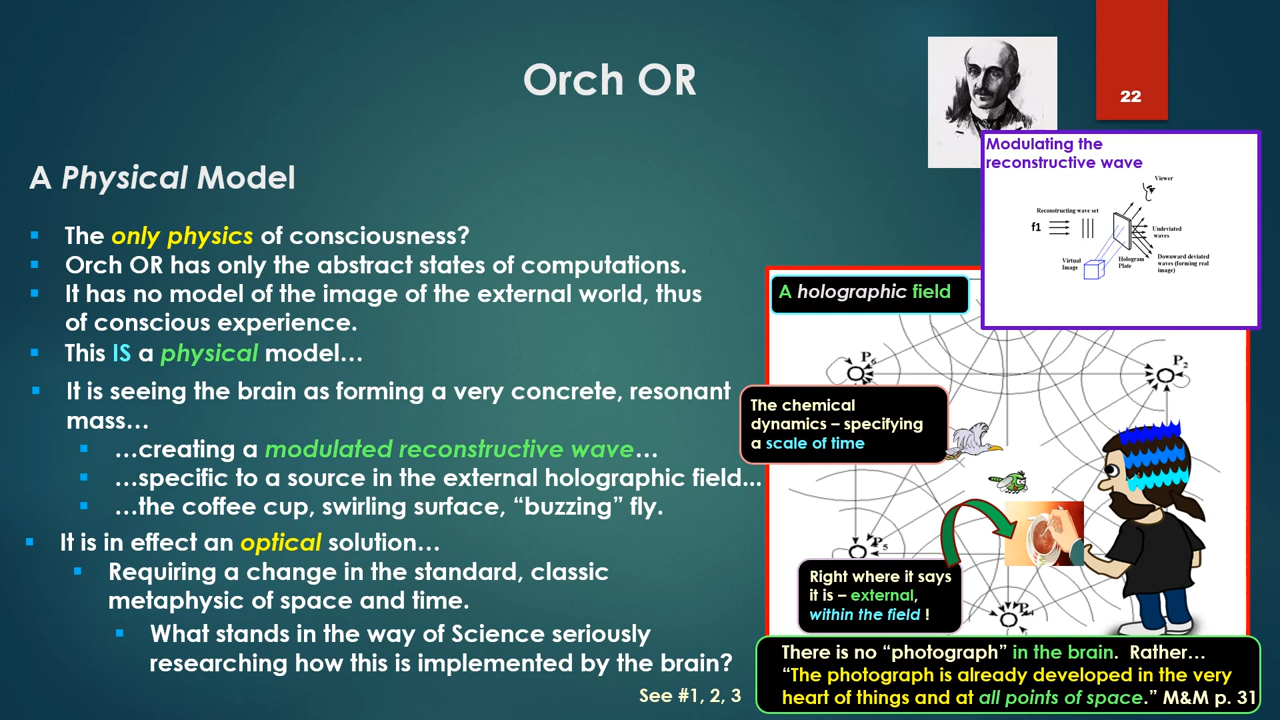 Orch OR
22
A Physical Model
The only physics of consciousness?
Orch OR has only the abstract states of computations.
It has no model of the image of the external world, thus
of conscious experience.
This IS a physical model…
It is seeing the brain as forming a very concrete, resonant
mass…
…creating a modulated reconstructive wave…
…specific to a source in the external holographic field...
…the coffee cup, swirling surface, “buzzing” fly.
It is in effect an optical solution…
Requiring a change in the standard, classic
metaphysic of space and time.
What stands in the way of Science seriously
researching how this is implemented by the brain?
See #1, 2, 3
Modulating the
reconstructive wave
Viewer
Reconstructing wave set
f1
Undeviated
waves
Virtual
Image
Hologram
Plate
Downward deviated
waves (forming real
image)
A holographic field
P6
P2
The chemical
dynamics – specifying
a scale of time
P5
Right where it says
it is – external,
within the field !
There is no “photograph” in the brain. Rather…
“The photograph is already developed in the very
heart of things and at all points of space.” M&M p. 31